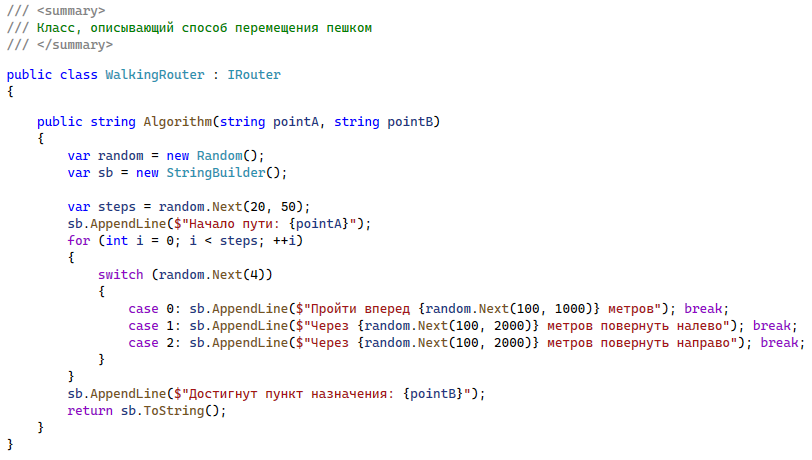 /// <summary>
/// Класс, описывающий способ перемещения пешком
/// </summary>
public class WalkingRouter : IRouter
{
public string Algorithm(string pointA, string pointB)
{
var random = new Random();
var sb = new StringBuilder();
var steps = random.Next(20, 50);
sb.AppendLine($"Начало пути: {pointA}");
for (int i = 0; i < steps; ++i)
{
switch (random.Next(4))
{
case 0: sb.AppendLine($"Пройти вперед {random.Next(100, 1000)} метров"); break;
case 1: sb.AppendLine($"Через {random.Next(100, 2000)} метров повернуть налево"); break;
case 2: sb.AppendLine($"Через {random.Next(100, 2000)} метров повернуть направо"); break;
}
}
sb.AppendLine($"Достигнут пункт назначения: {pointB}");
return sb.ToString();
}
}